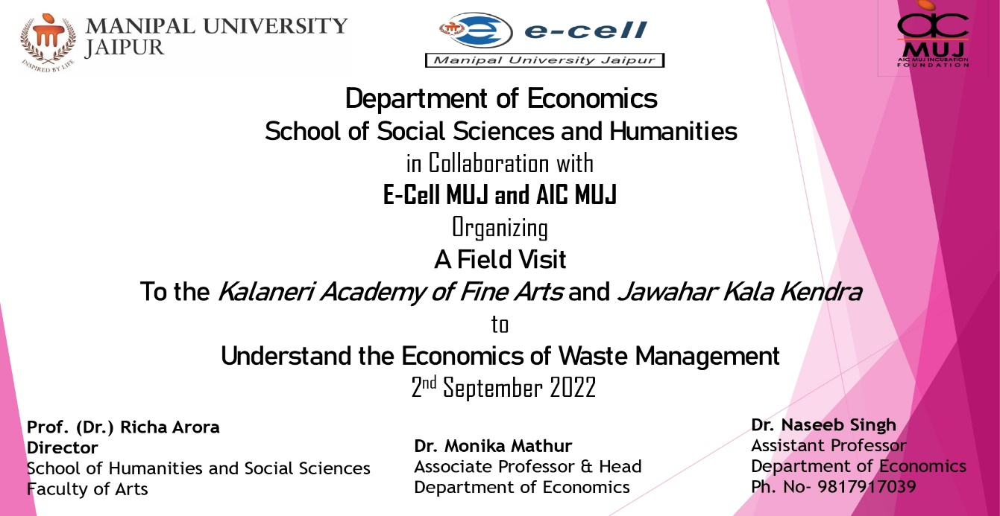 MANIPAL UNIVERSITY
JAIPUR
INSPIRED BY LIFE
e e-cell
Manipal University Jaipur
aic
MUJ
AIC MUJ INCUBATION
FOUNDATION
Department of Economics
School of Social Sciences and Humanities
in Collaboration with
E-Cell MUJ and AIC MUJ
Organizing
A Field Visit
To the Kalaneri Academy of Fine Arts and Jawahar Kala Kendra
to
Understand the Economics of Waste Management
2nd September 2022
Prof. (Dr.) Richa Arora
Director
School of Humanities and Social Sciences
Faculty of Arts
Dr. Monika Mathur
Associate Professor & Head
Department of Economics
Dr. Naseeb Singh
Assistant Professor
Department of Economics
Ph. No- 9817917039